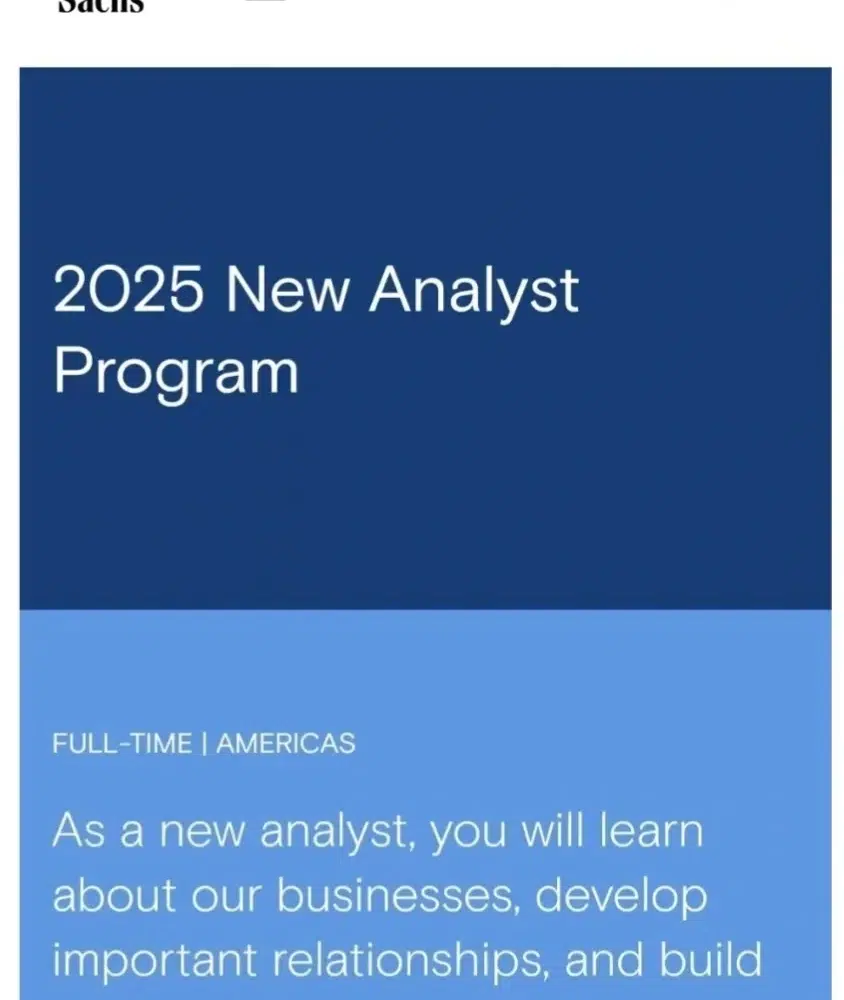 Sachs
2025 New Analyst
Program
FULL-TIME | AMERICAS
As a new analyst, you will learn
about our businesses, develop
important relationships, and build